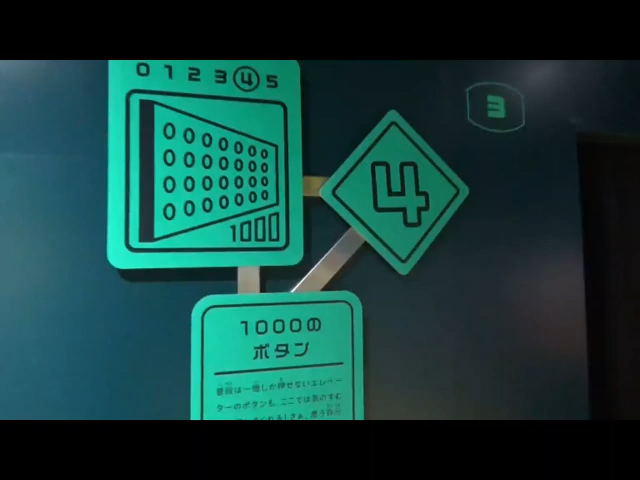 0 1 2 3 4 5
1000
4
3
1000の
ボタン
普段は一個しか押せないエレベー
ターのボタンも、ここでは気のすむ